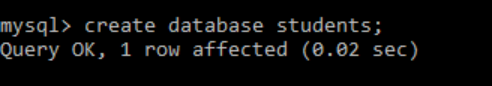 mysql> create database students;
Query OK, 1 row affected (0.02 sec)